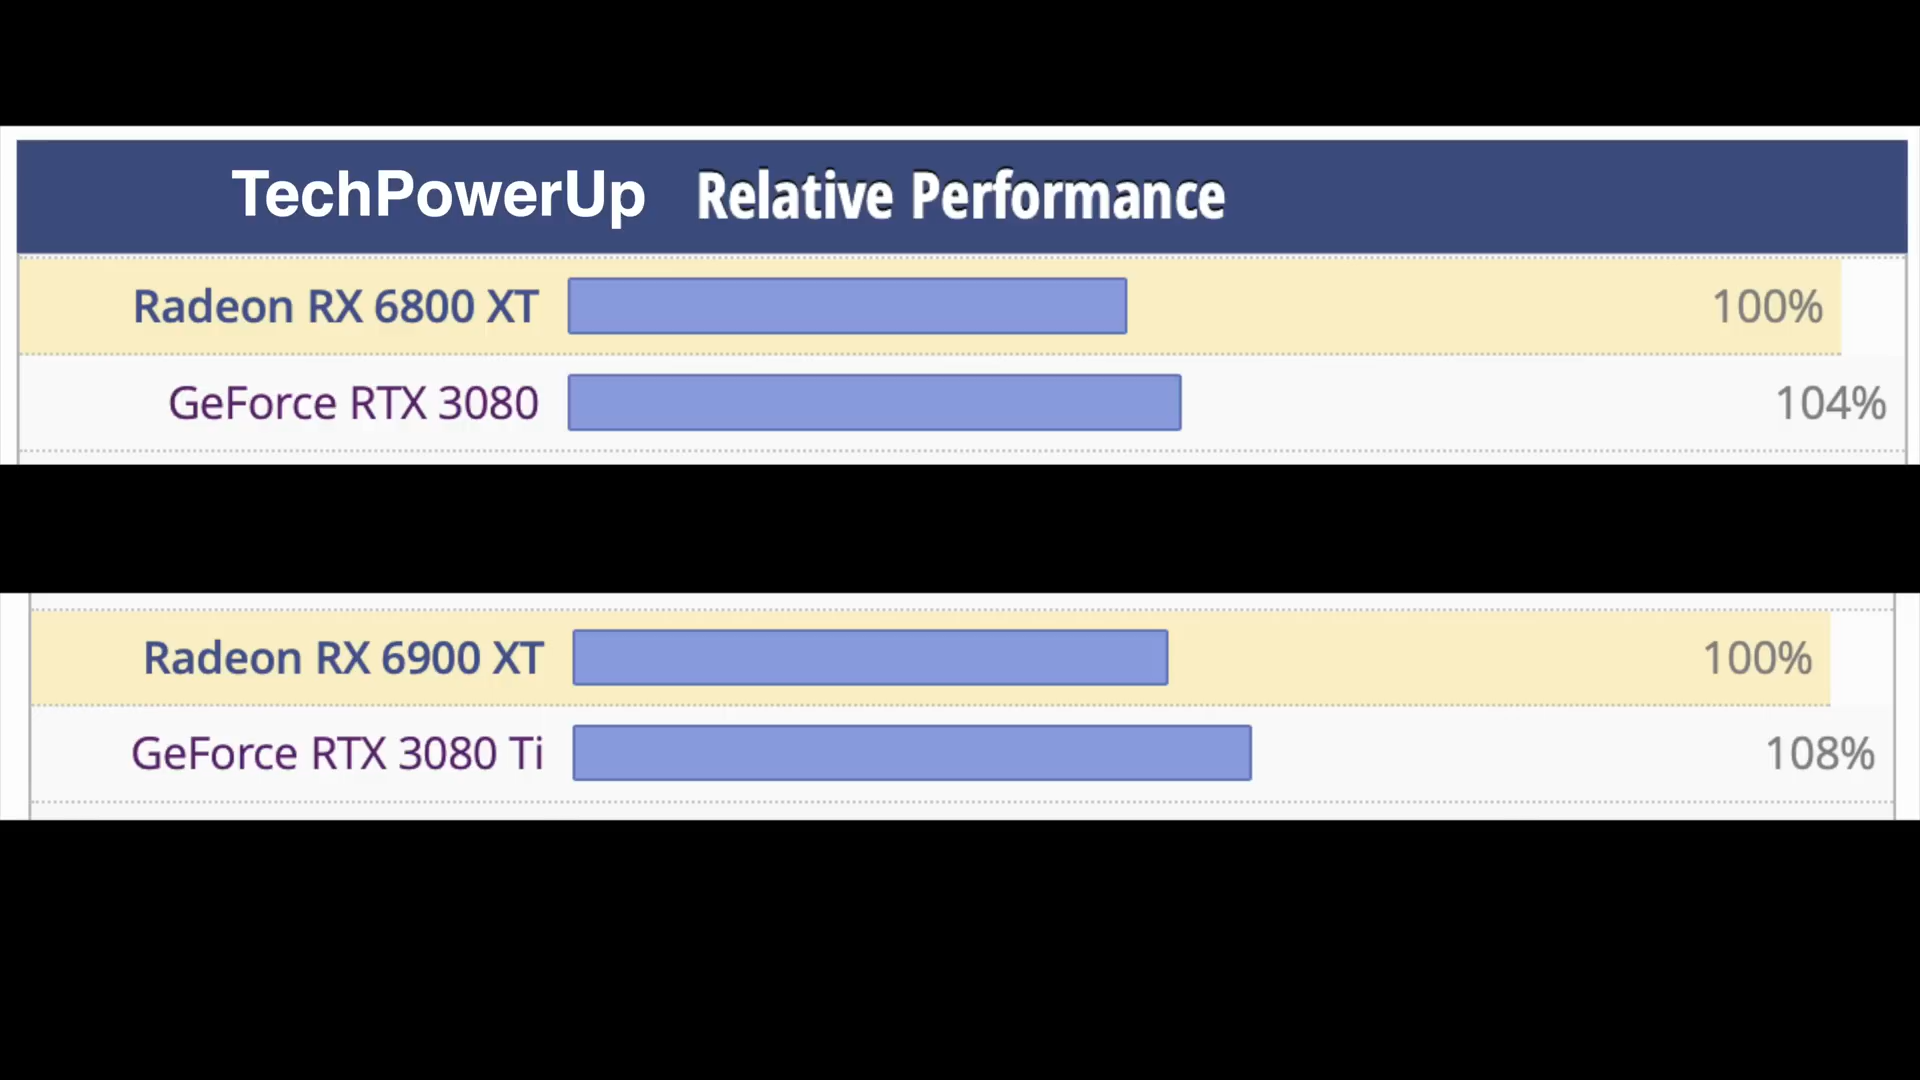 TechPowerUp Relative Performance
Radeon RX 6800 XT 100%
GeForce RTX 3080 104%
Radeon RX 6900 XT 100%
GeForce RTX 3080 Ti 108%